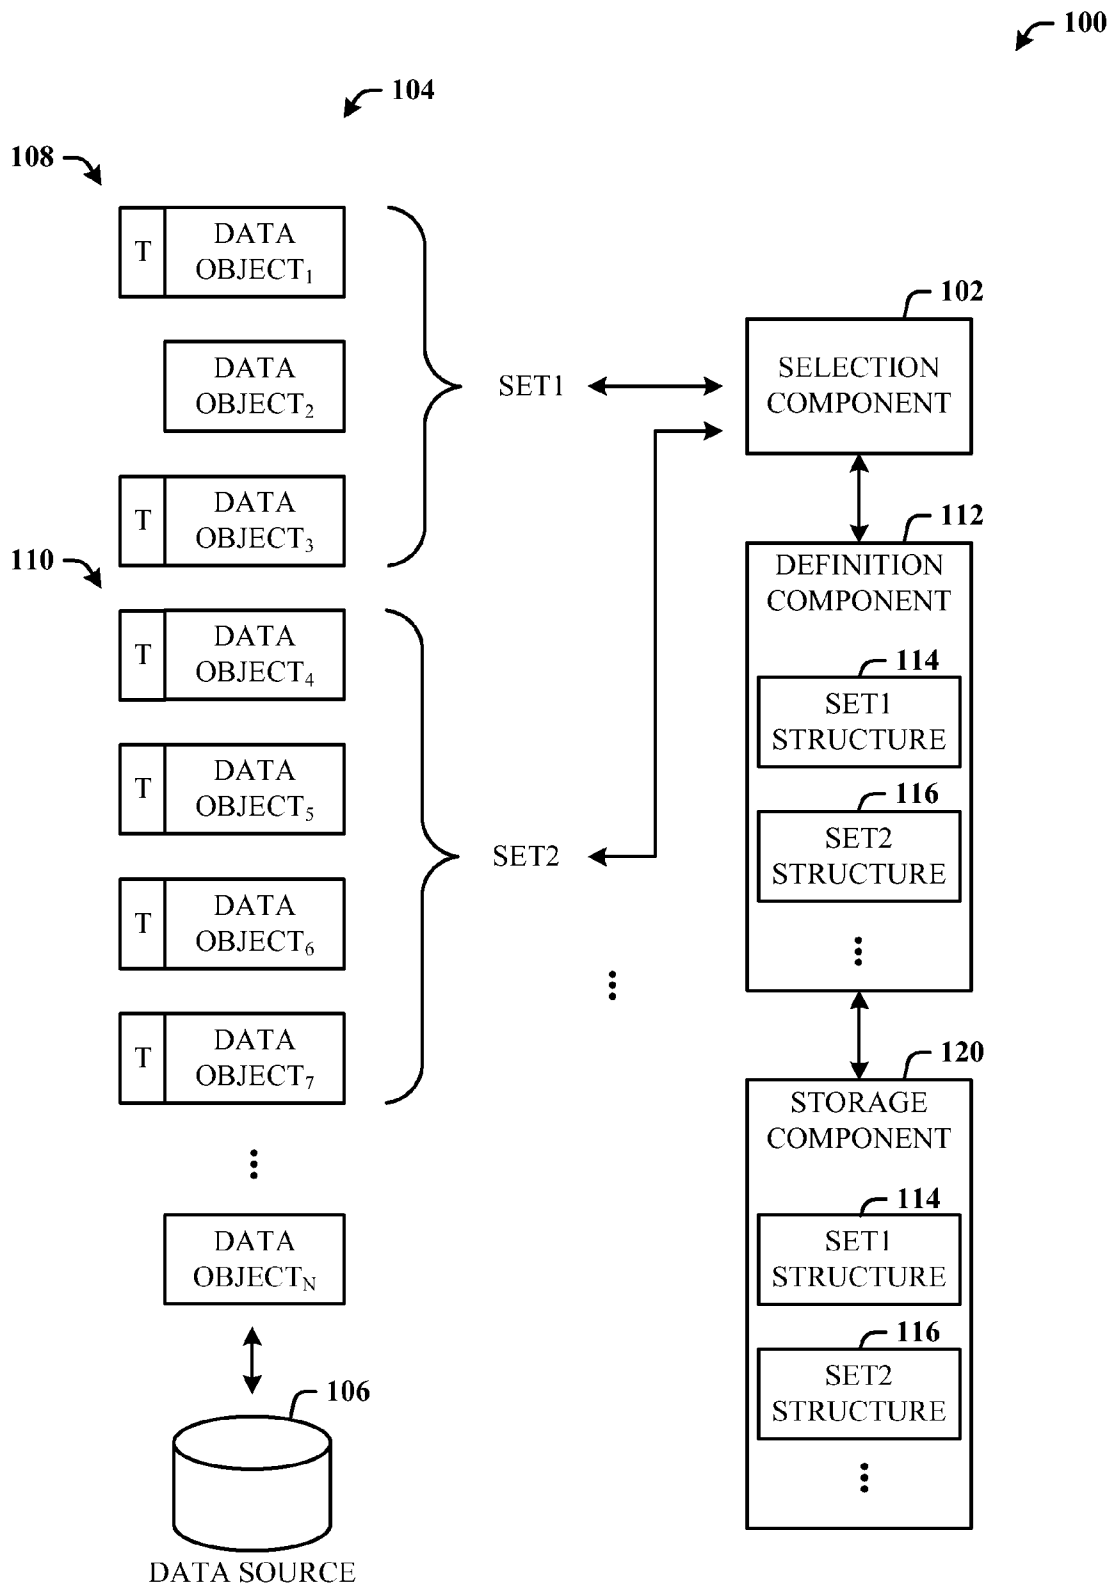 100
104
108
T
DATA
OBJECT1
DATA
OBJECT2
T
DATA
OBJECT3
SET1
110
T
DATA
OBJECT4
T
DATA
OBJECT5
T
DATA
OBJECT6
T
DATA
OBJECT7
SET2
DATA
OBJECTN
106
DATA SOURCE
102
SELECTION
COMPONENT
112
DEFINITION
COMPONENT
114
SET1
STRUCTURE
116
SET2
STRUCTURE
120
STORAGE
COMPONENT
114
SET1
STRUCTURE
116
SET2
STRUCTURE